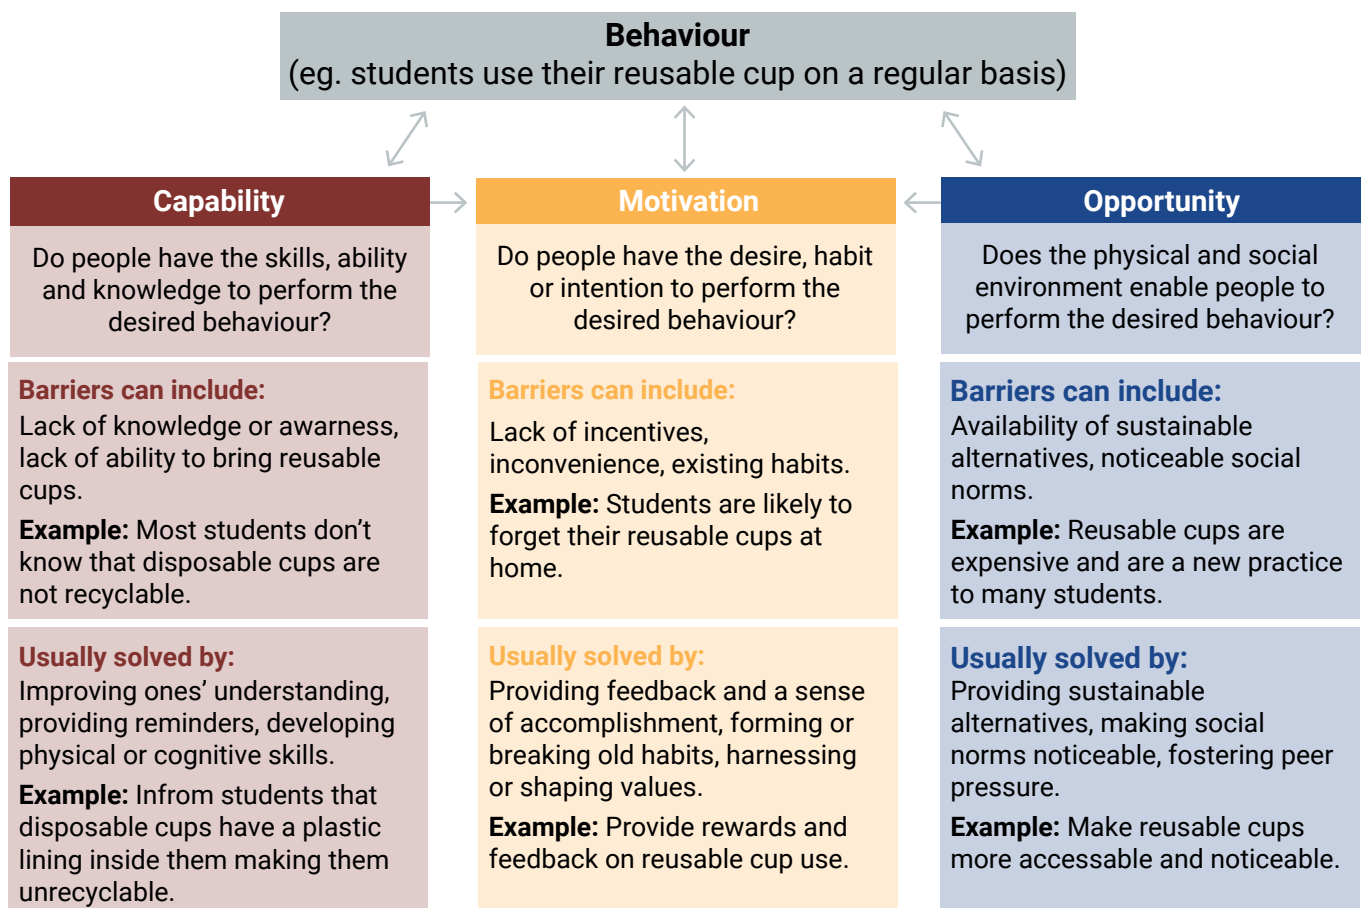 Behaviour
(eg. students use their reusable cup on a regular basis)
Capability
Do people have the skills, ability
and knowledge to perform the
desired behaviour?
Barriers can include:
Lack of knowledge or awarness,
lack of ability to bring reusable
cups.
Example: Most students don't
know that disposable cups are
not recyclable.
Usually solved by:
Improving ones' understanding,
providing reminders, developing
physical or cognitive skills.
Example: Infrom students that
disposable cups have a plastic
lining inside them making them
unrecyclable.
Motivation
Do people have the desire, habit
or intention to perform the
desired behaviour?
Barriers can include:
Lack of incentives,
inconvenience, existing habits.
Example: Students are likely to
forget their reusable cups at
home.
Usually solved by:
Providing feedback and a sense
of accomplishment, forming or
breaking old habits, harnessing
or shaping values.
Example: Provide rewards and
feedback on reusable cup use.
Opportunity
Does the physical and social
environment enable people to
perform the desired behaviour?
Barriers can include:
Availability of sustainable
alternatives, noticeable social
norms.
Example: Reusable cups are
expensive and are a new practice
to many students.
Usually solved by:
Providing sustainable
alternatives, making social
norms noticeable, fostering peer
pressure.
Example: Make reusable cups
more accessable and noticeable.